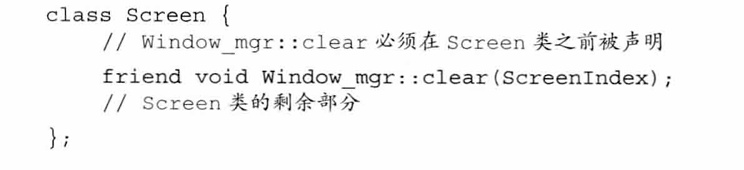 class Screen {
// Window_mgr::clear 必须在 Screen 类之前被声明
friend void Window_mgr::clear(ScreenIndex);
// Screen 类的剩余部分
};